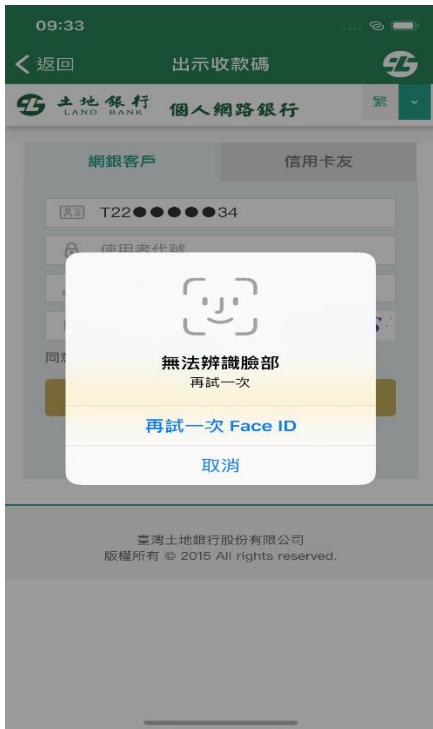 09:33
返回 出示收款碼
土地銀行 個人網路銀行 繁
LAND BANK
網銀客戶 信用卡友
T22●●●●●34
使用者代號
無法辨識臉部
再試一次
再試一次 Face ID
取消
臺灣土地銀行股份有限公司
版權所有 © 2015 All rights reserved.